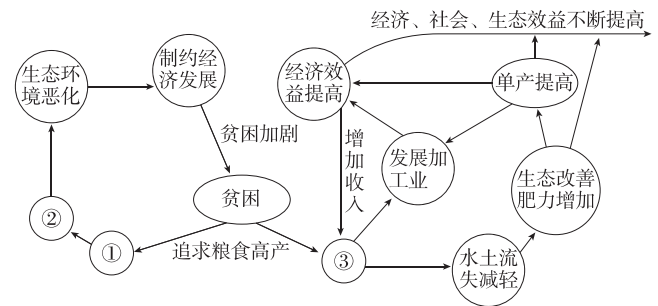 经济、社会、生态效益不断提高
生态环
境恶化
制约经
济发展
经济效
益提高
单产提高
贫困加剧
增加收入
发展加
工业
贫困
生态改善
肥力增加
②
①
追求粮食高产
③
水土流
失减轻